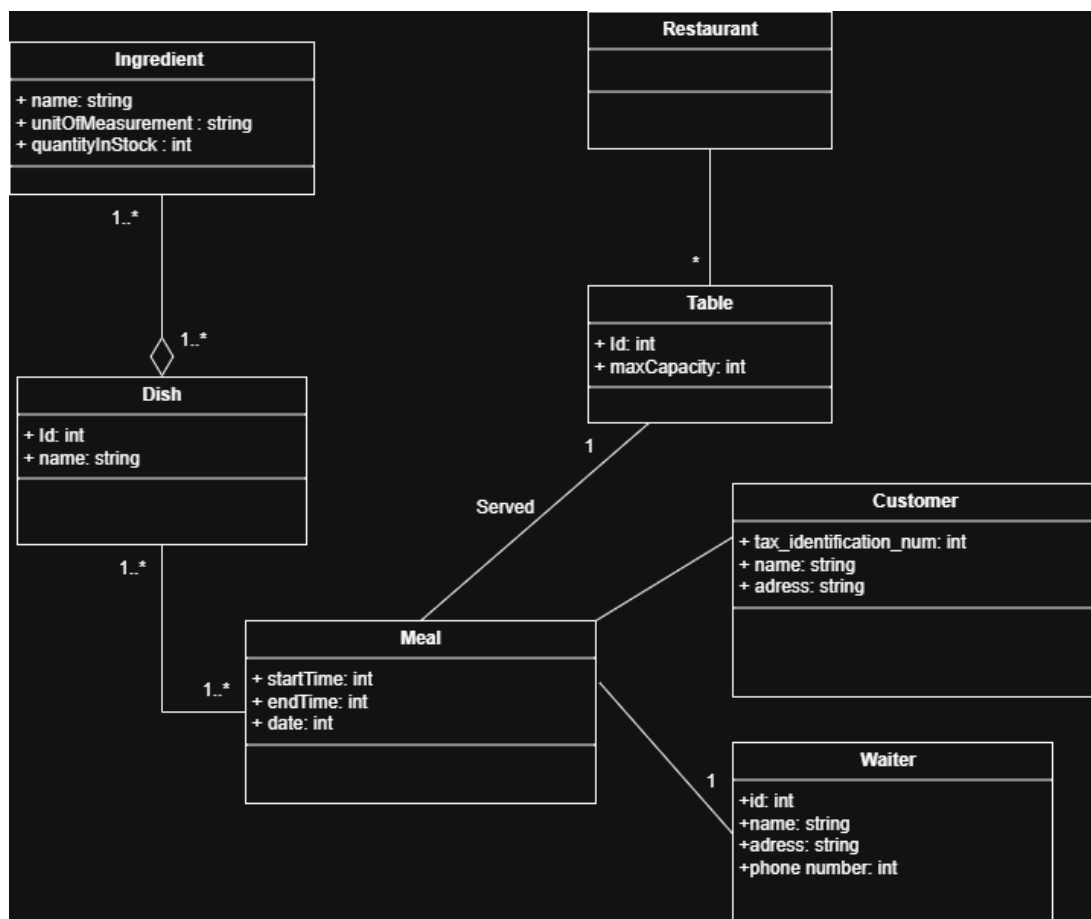 Ingredient
+ name: string
+ unitOfMeasurement : string
+ quantityInStock : int
1..*
1..*
Dish
+ Id: int
+ name: string
1..*
1..*
Restaurant
*
Table
+ Id: int
+ maxCapacity: int
1
Served
Meal
+ startTime: int
+ endTime: int
+ date: int
Customer
+ tax_identification_num: int
+ name: string
+ adress: string
1
Waiter
+id: int
+name: string
+adress: string
+phone number: int